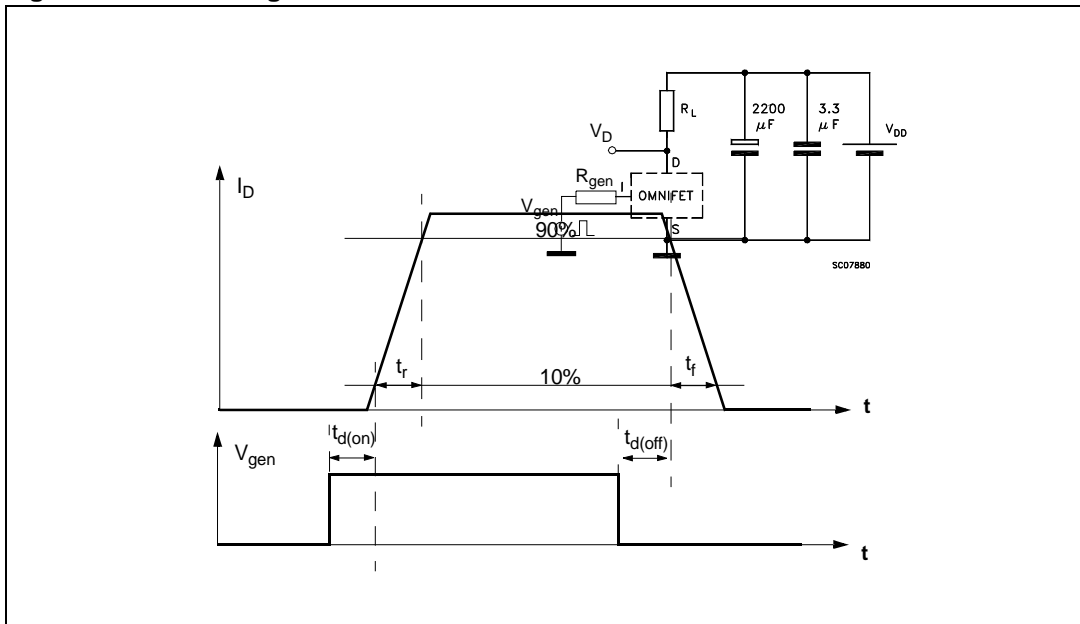 R_L
2200
µF
3.3
µF
V_DD
V_D
D
R_gen
I
OMNIFET
I_D
V_gen
90%
S
SC07880
t_r
10%
t_f
t
t_d(on)
t_d(off)
V_gen
t